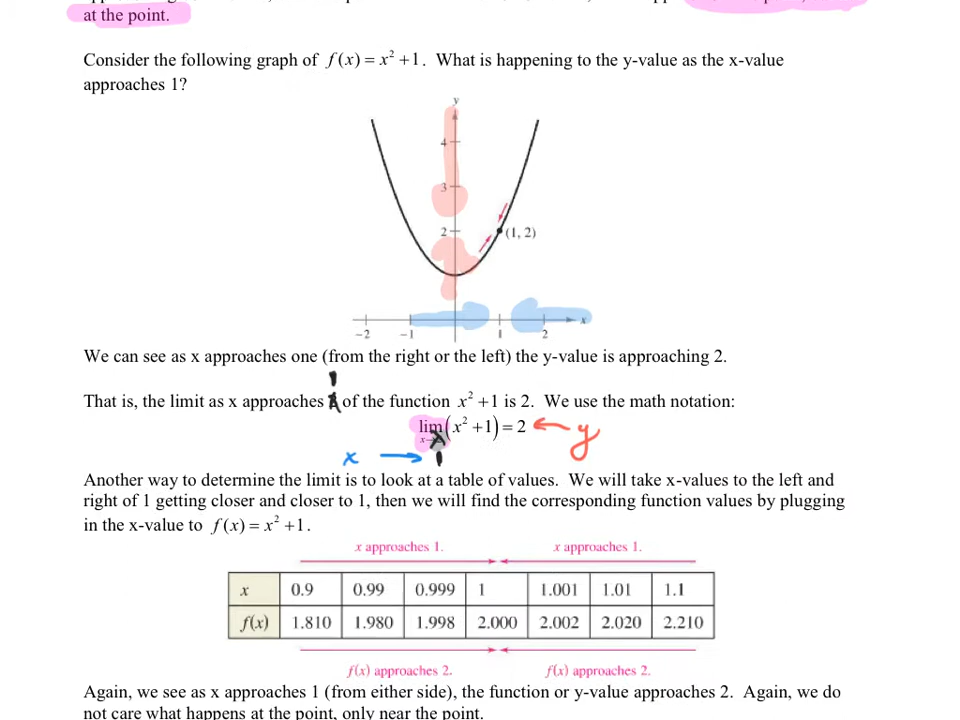 at the point.
Consider the following graph of f(x) = x² + 1. What is happening to the y-value as the x-value
approaches 1?
y
4
3
2
(1, 2)
x
-2 -1 1 2
We can see as x approaches one (from the right or the left) the y-value is approaching 2.
1
That is, the limit as x approaches of the function x² + 1 is 2. We use the math notation:
lim (x² + 1) = 2 ← y
x → 1
Another way to determine the limit is to look at a table of values. We will take x-values to the left and
right of 1 getting closer and closer to 1, then we will find the corresponding function values by plugging
in the x-value to f(x) = x² + 1.
x approaches 1. x approaches 1.
x 0.9 0.99 0.999 1 1.001 1.01 1.1
f(x) 1.810 1.980 1.998 2.000 2.002 2.020 2.210
f(x) approaches 2. f(x) approaches 2.
Again, we see as x approaches 1 (from either side), the function or y-value approaches 2. Again, we do
not care what happens at the point, only near the point.